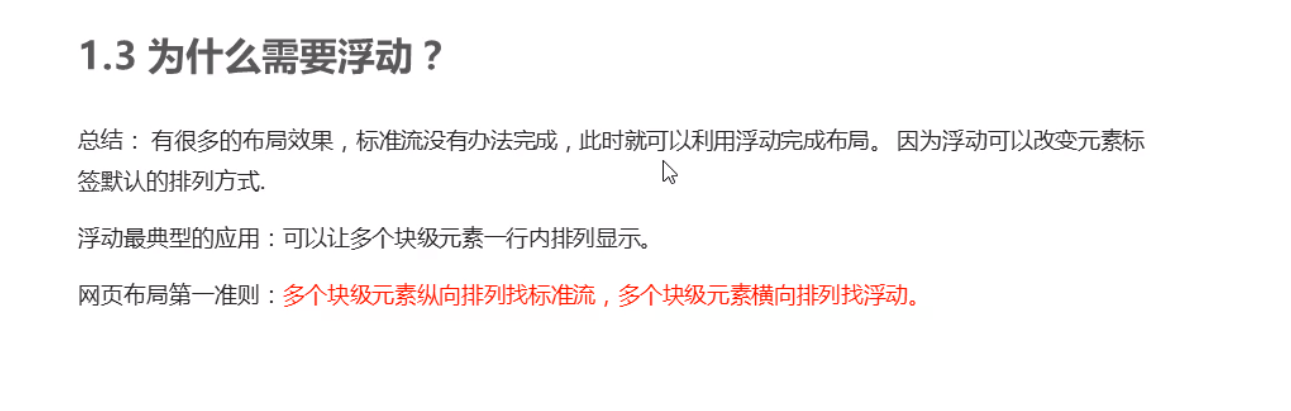 1.3 为什么需要浮动？
总结： 有很多的布局效果，标准流没有办法完成，此时就可以利用浮动完成布局。 因为浮动可以改变元素标
签默认的排列方式.
浮动最典型的应用：可以让多个块级元素一行内排列显示。
网页布局第一准则：多个块级元素纵向排列找标准流，多个块级元素横向排列找浮动。